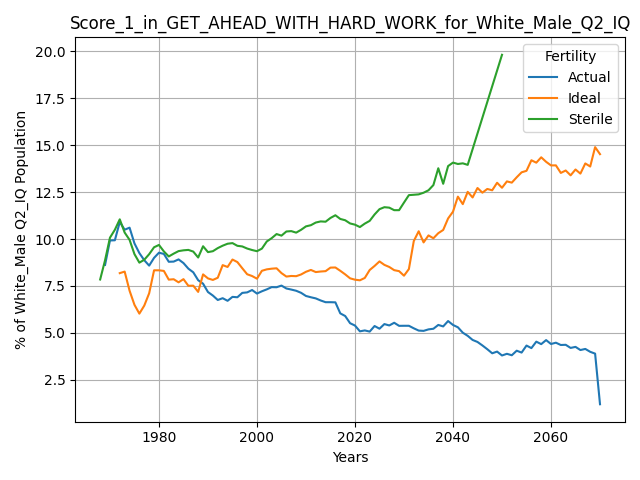 Score_1_in_GET_AHEAD_WITH_HARD_WORK_for_White_Male_Q2_IQ
Fertility
Actual
Ideal
Sterile
20.0
17.5
15.0
12.5
10.0
7.5
5.0
2.5
% of White_Male Q2_IQ Population
1980
2000
2020
2040
2060
Years